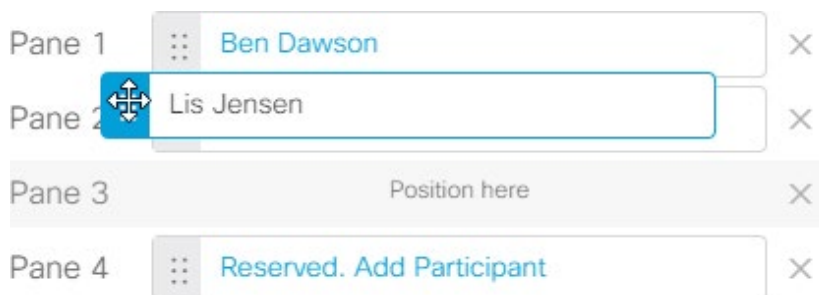 Pane 1 Ben Dawson
Lis Jensen
Pane 2
Pane 3 Position here
Pane 4 Reserved. Add Participant